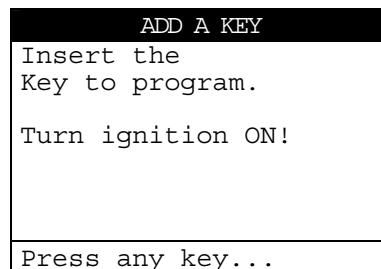 ADD A KEY
Insert the
Key to program.
Turn ignition ON!
Press any key...